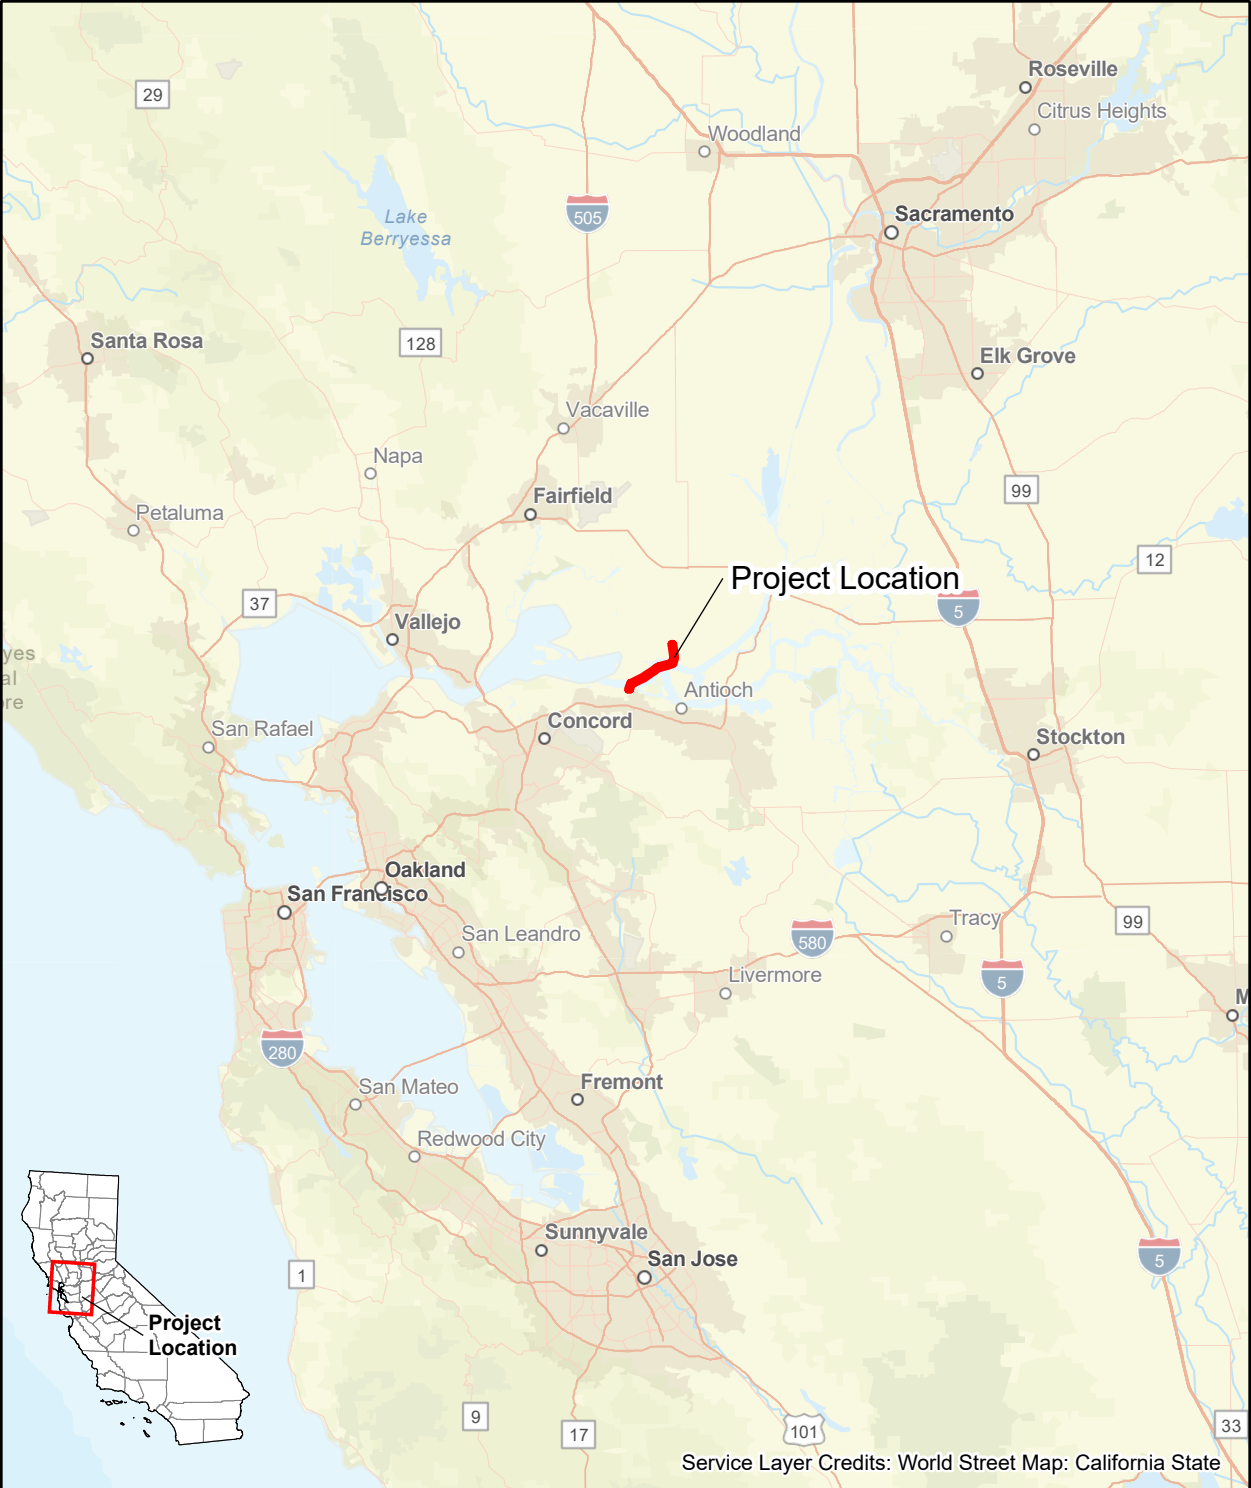 Roseville
29
Citrus Heights
Woodland
Lake
Berryessa
505
Sacramento
Santa Rosa
128
Elk Grove
Vacaville
Napa
Fairfield
99
Petaluma
12
Project Location
37
5
Vallejo
yes
al
re
Antioch
San Rafael
Concord
Stockton
Oakland
San Francisco
Tracy
99
San Leandro
580
Livermore
5
M
280
Fremont
San Mateo
Redwood City
Sunnyvale
San Jose
5
1
Project
Location
9
17
101
33
Service Layer Credits: World Street Map: California State